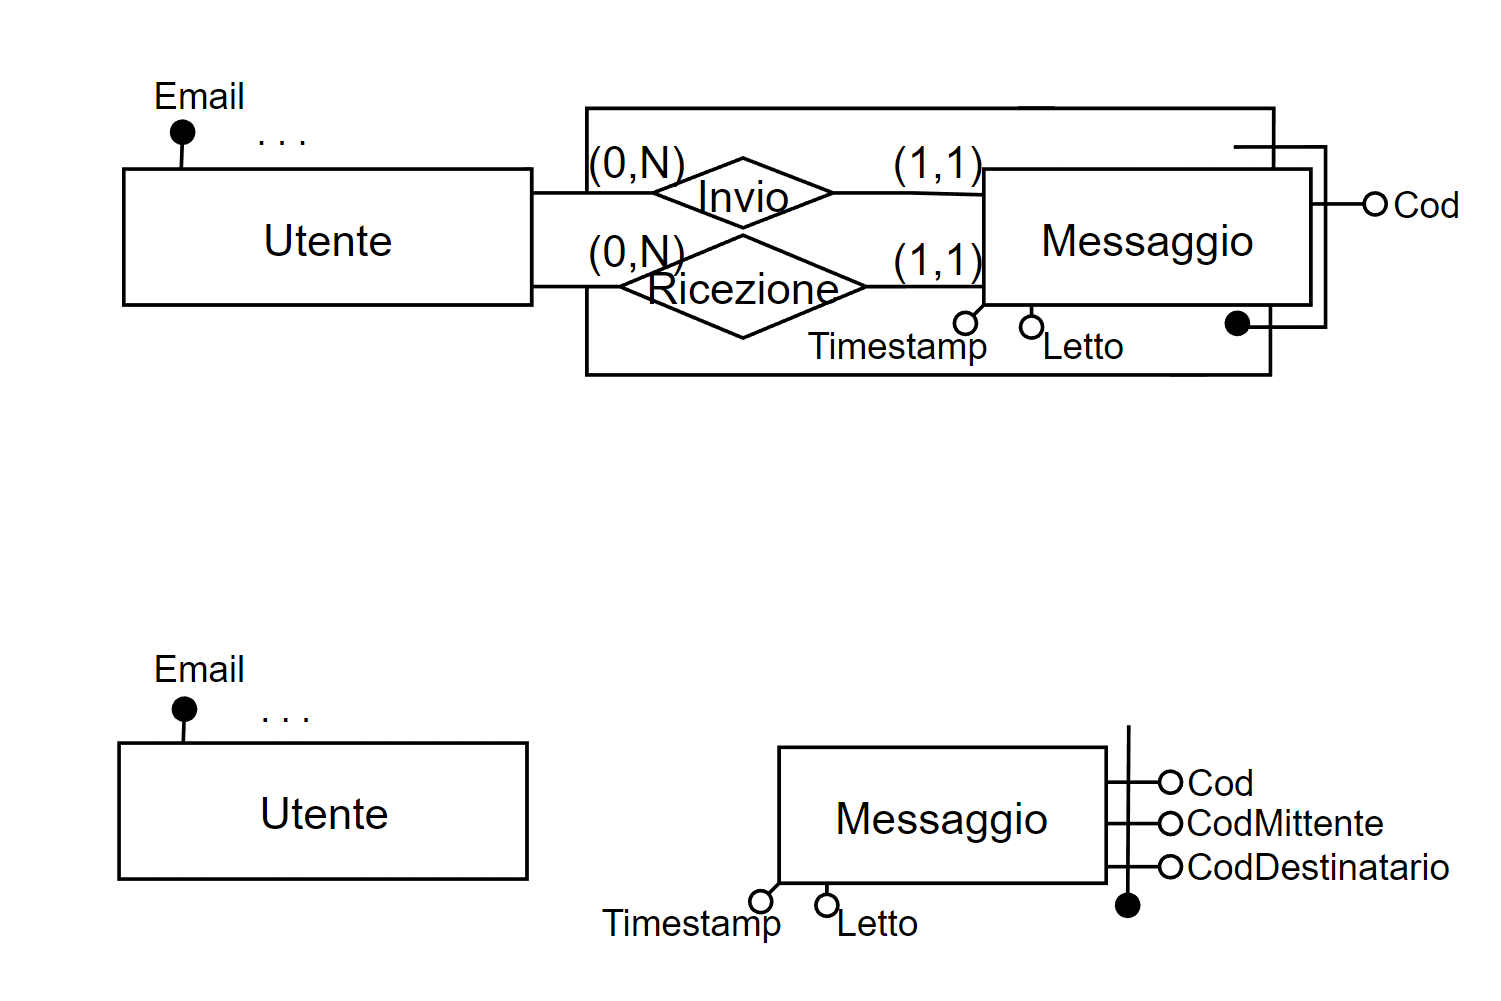 Email
. . .
(0,N)
(1,1)
Invio
Cod
Utente
Messaggio
(0,N)
(1,1)
Ricezione
Timestamp
Letto
Email
. . .
Utente
Messaggio
Cod
CodMittente
CodDestinatario
Timestamp
Letto